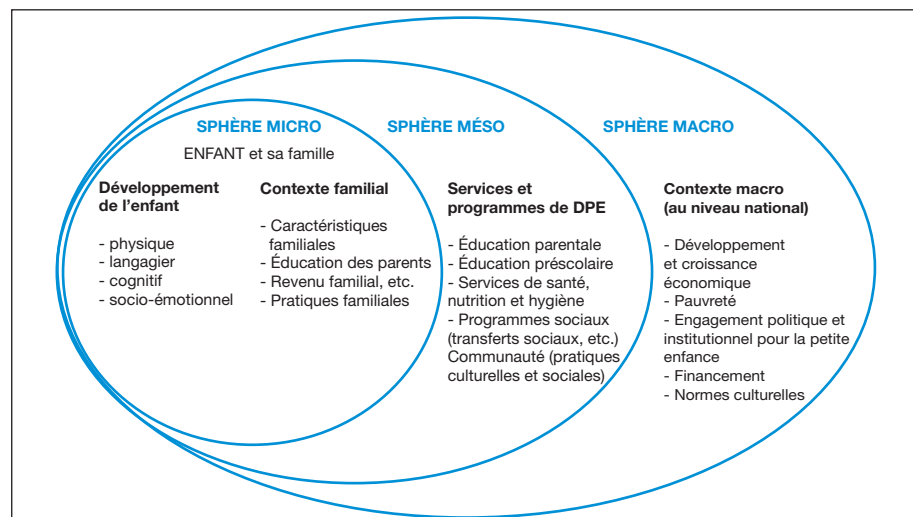 SPHÈRE MICRO
ENFANT et sa famille
Développement
de l'enfant
- physique
- langagier
- cognitif
- socio-émotionnel
Contexte familial
- Caractéristiques
familiales
- Éducation des parents
- Revenu familial, etc.
- Pratiques familiales
SPHÈRE MÉSO
Services et
programmes de DPE
- Éducation parentale
- Éducation préscolaire
- Services de santé,
nutrition et hygiène
- Programmes sociaux
(transferts sociaux, etc.)
Communauté (pratiques
culturelles et sociales)
SPHÈRE MACRO
Contexte macro
(au niveau national)
- Développement
et croissance
économique
- Pauvreté
- Engagement politique et
institutionnel pour la petite
enfance
- Financement
- Normes culturelles